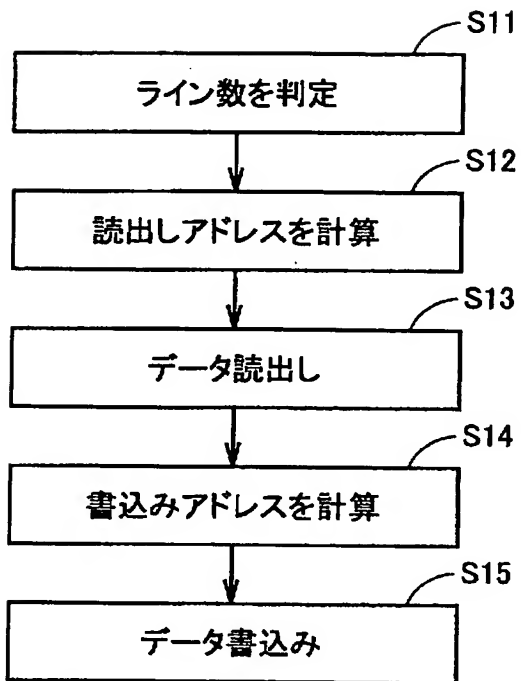 S11
ライン数を判定
S12
読出しアドレスを計算
S13
データ読出し
S14
書込みアドレスを計算
S15
データ書込み